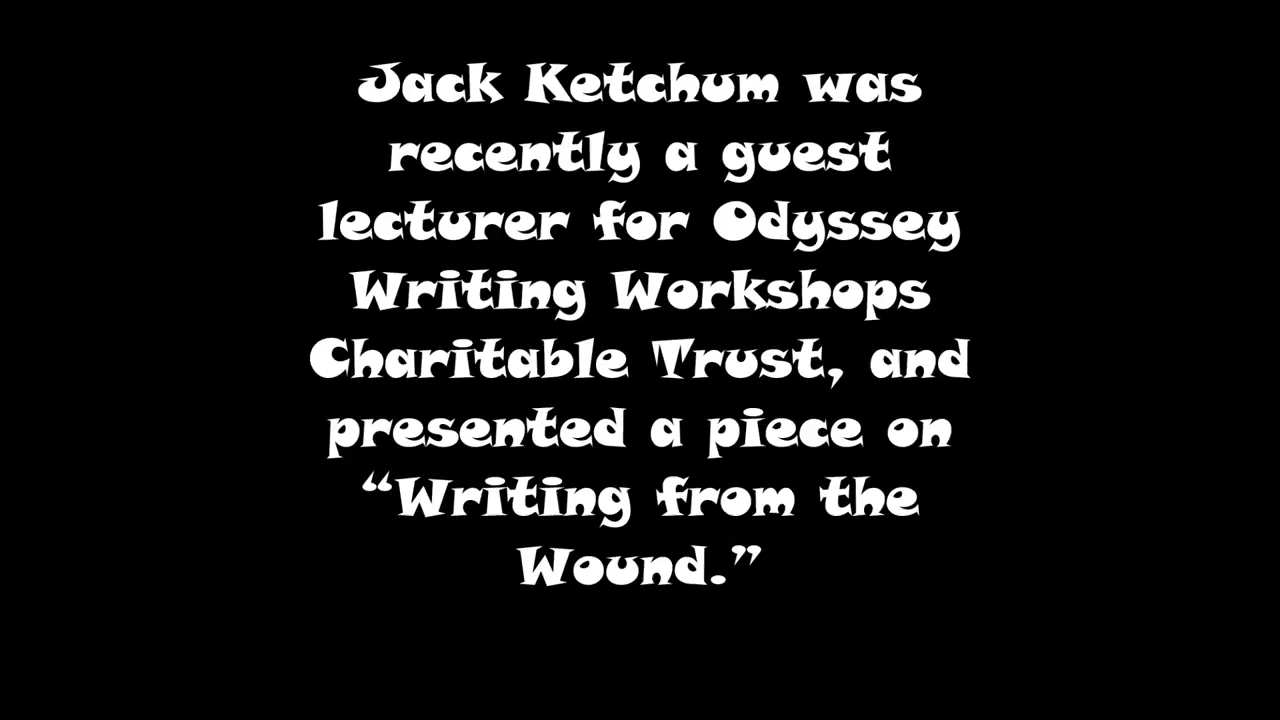 Jack Ketchum was
recently a guest
lecturer for Odyssey
Writing Workshops
Charitable Trust, and
presented a piece on
“Writing from the
Wound.”